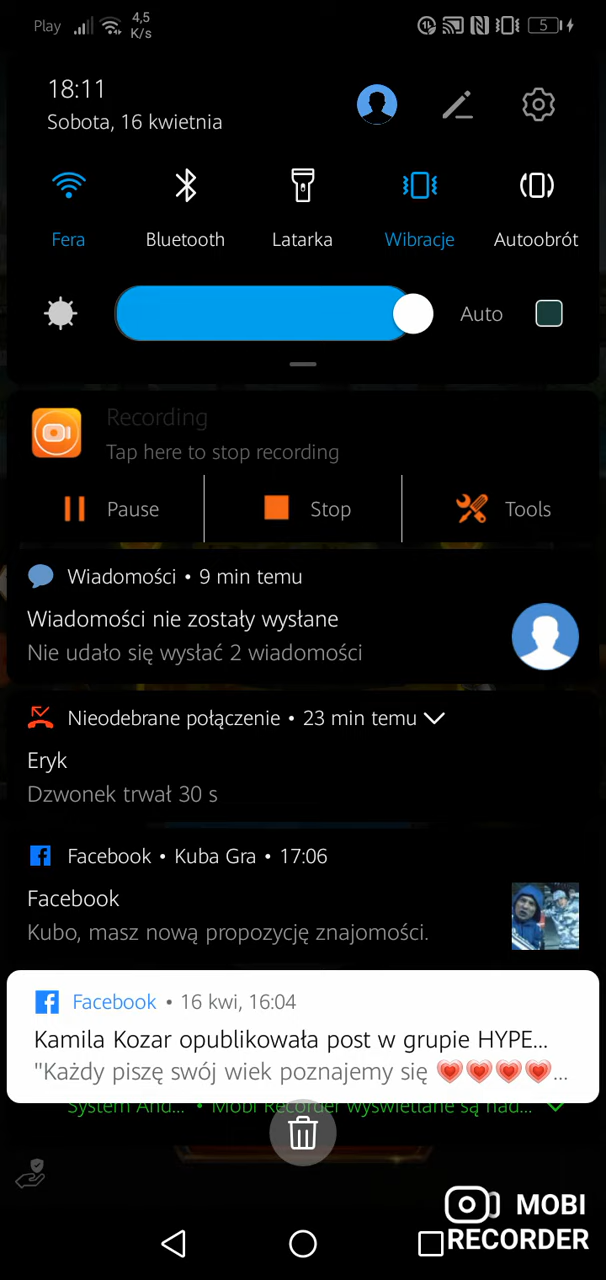 Play
4,5
K/s
5
18:11
Sobota, 16 kwietnia
Fera
Bluetooth
Latarka
Wibracje
Autoobrót
Auto
Recording
Tap here to stop recording
Pause
Stop
Tools
Wiadomości • 9 min temu
Wiadomości nie zostały wysłane
Nie udało się wysłać 2 wiadomości
Nieodebrane połączenie • 23 min temu
Eryk
Dzwonek trwał 30 s
Facebook • Kuba Gra • 17:06
Facebook
Kubo, masz nową propozycję znajomości.
Facebook • 16 kwi, 16:04
Kamila Kozar opublikowała post w grupie HYPE...
"Każdy piszę swój wiek poznajemy się 💗💗💗💗...
System And... • Mobi Recorder wyświetlane są nad...
MOBI
RECORDER